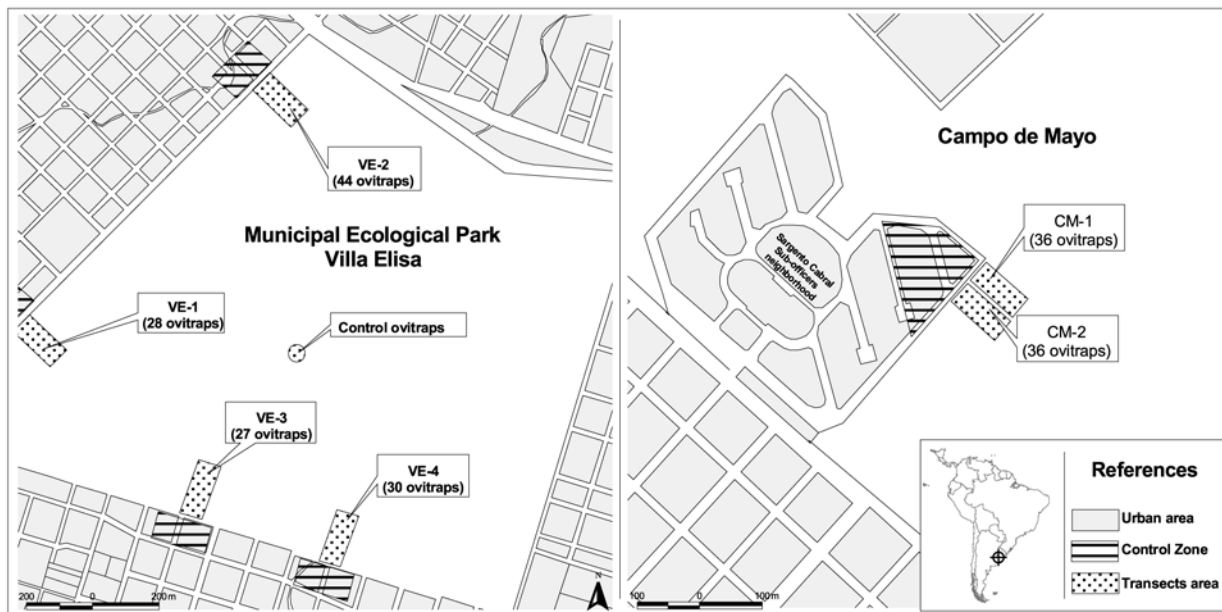 VE-2
(44 ovitraps)
Municipal Ecological Park
Villa Elisa
VE-1
(28 ovitraps)
Control ovitraps
VE-3
(27 ovitraps)
VE-4
(30 ovitraps)
200
0
200 m
N
Campo de Mayo
Sargento Cabral
Sub-officers
neighborhood
CM-1
(36 ovitraps)
CM-2
(36 ovitraps)
100
0
100 m
References
Urban area
Control Zone
Transects area